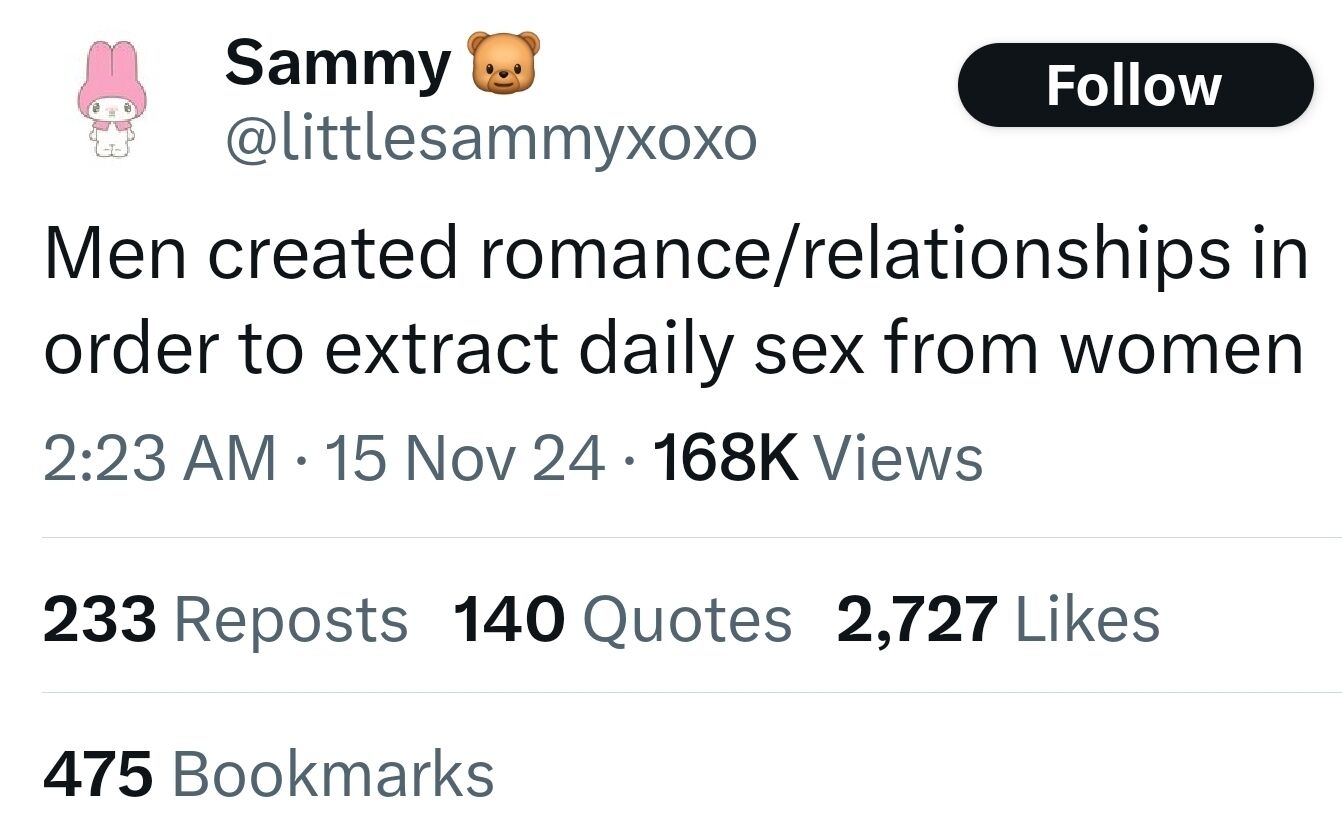 Sammy 🐻
Follow
@littlesammyxoxo
Men created romance/relationships in
order to extract daily sex from women
2:23 AM · 15 Nov 24 · 168K Views
233 Reposts 140 Quotes 2,727 Likes
475 Bookmarks